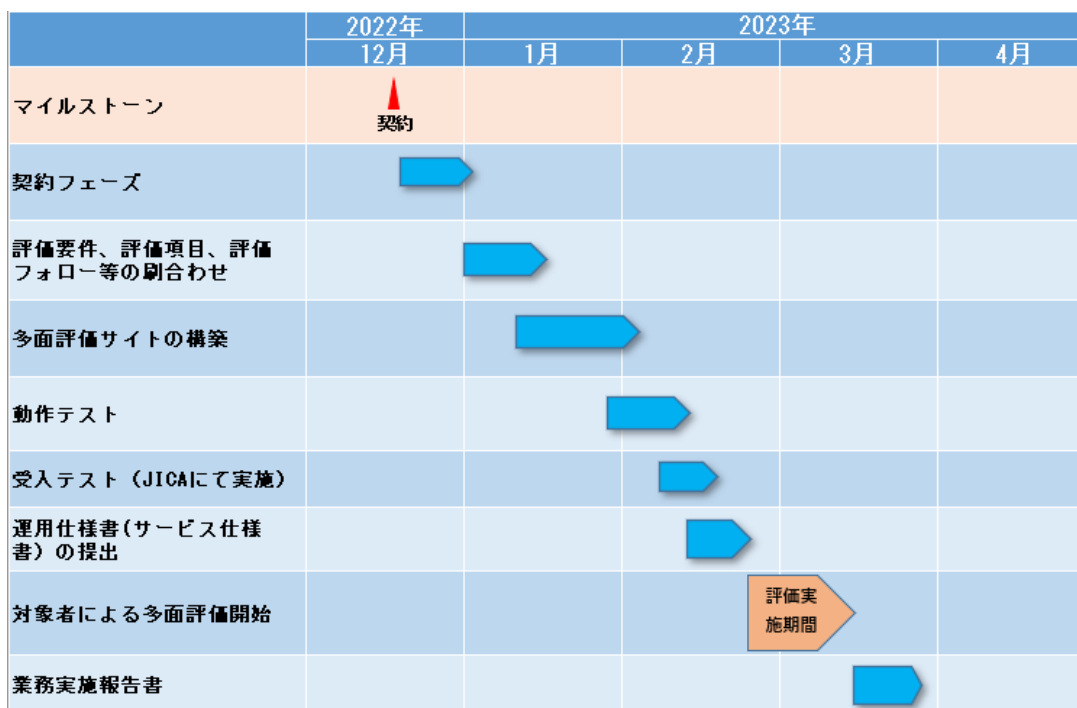 2022年 2023年
12月 1月 2月 3月 4月
マイルストーン
契約
契約フェーズ
評価要件、評価項目、評価
フォロー等の刷合わせ
多面評価サイトの構築
動作テスト
受入テスト（JICAにて実施）
運用仕様書(サービス仕様
書）の提出
対象者による多面評価開始
評価実
施期間
業務実施報告書